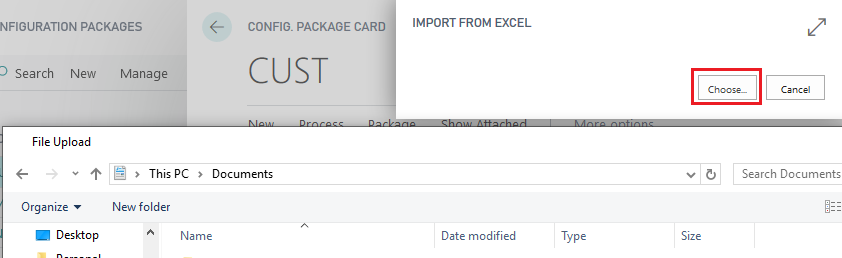 NFIGURATION PACKAGES
Search New Manage
CONFIG. PACKAGE CARD
CUST
New Process Package Show Attached More options
IMPORT FROM EXCEL
Choose... Cancel
File Upload
This PC > Documents
Search Documents
Organize New folder
Name Date modified Type Size
Desktop
Personal